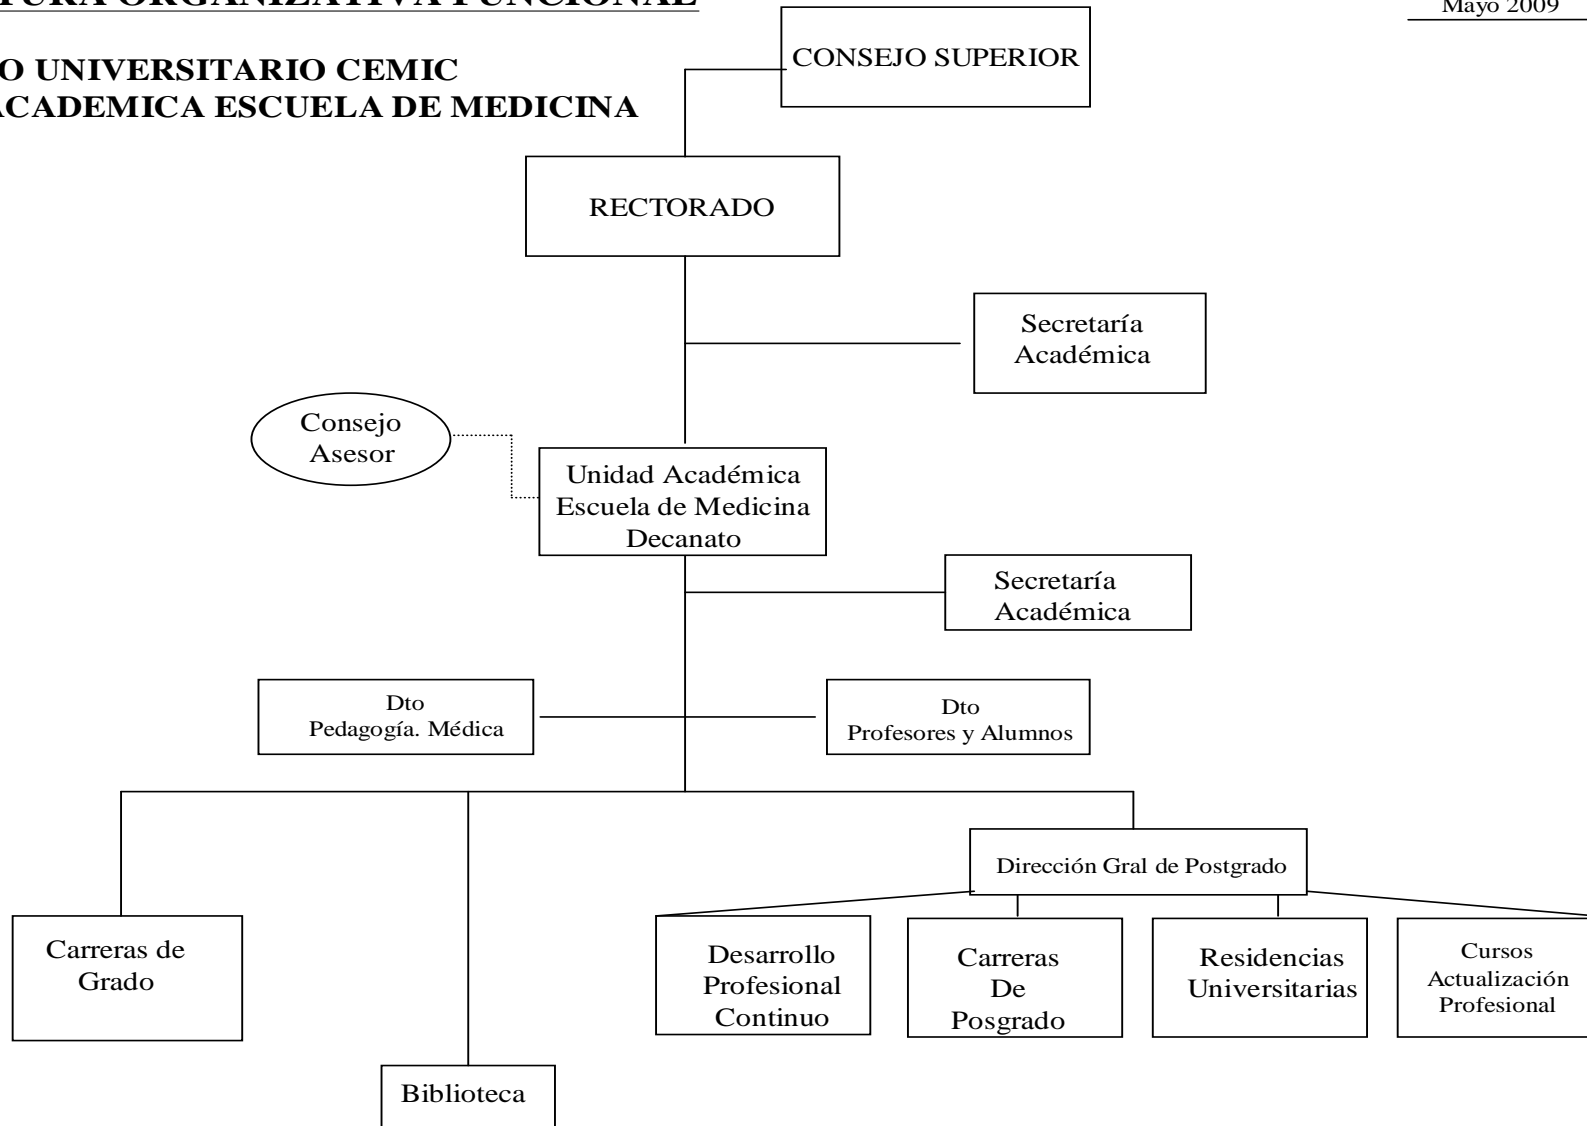 ORGANIZATIVA FUNCIONAL
Mayo 2009
UNIVERSITARIO CEMIC
ACADEMICA ESCUELA DE MEDICINA
CONSEJO SUPERIOR
RECTORADO
Secretaría
Académica
Consejo
Asesor
Unidad Académica
Escuela de Medicina
Decanato
Secretaría
Académica
Dto
Pedagogía. Médica
Dto
Profesores y Alumnos
Dirección Gral de Postgrado
Carreras de
Grado
Desarrollo
Profesional
Continuo
Carreras
De
Posgrado
Residencias
Universitarias
Cursos
Actualización
Profesional
Biblioteca